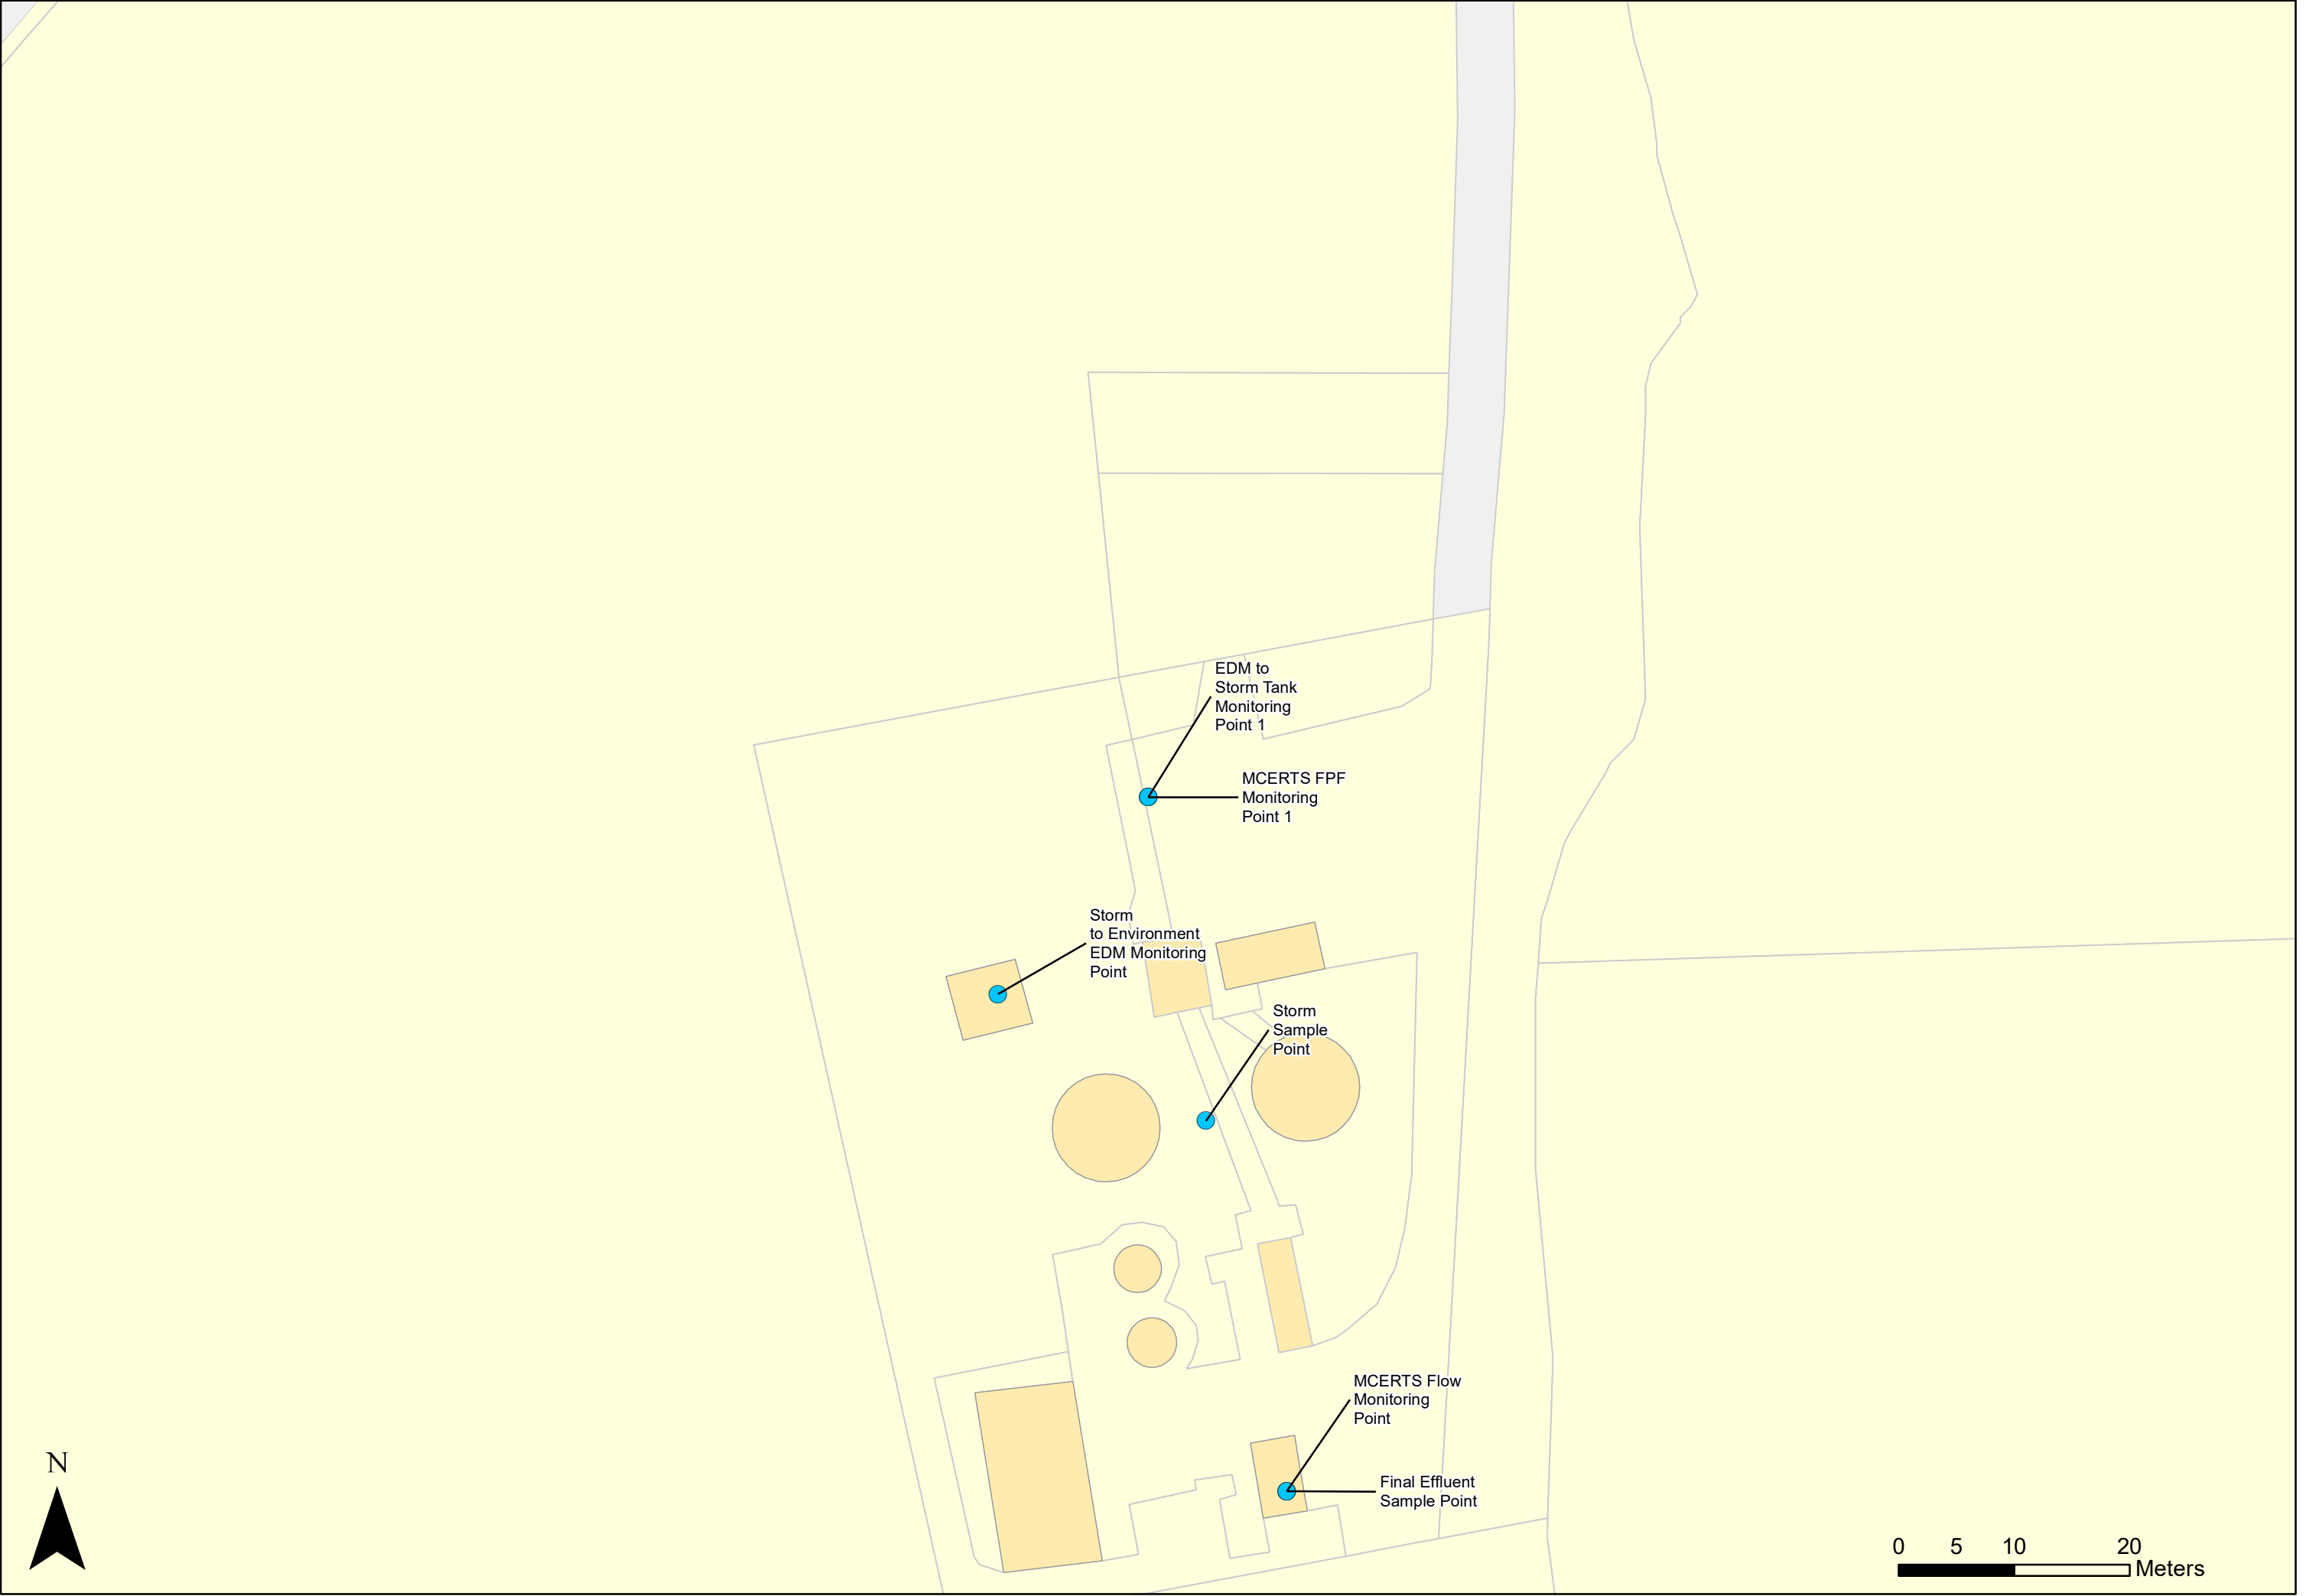 EDM to
Storm Tank
Monitoring
Point 1
MCERTS FPF
Monitoring
Point 1
Storm
to Environment
EDM Monitoring
Point
Storm
Sample
Point
MCERTS Flow
Monitoring
Point
Final Effluent
Sample Point
N
0 5 10 20
Meters